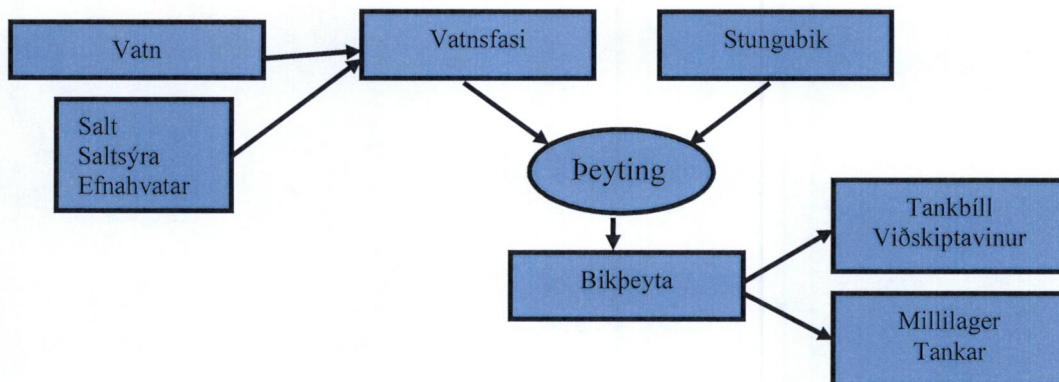 Vatn
Vatnsfasi
Stungubik
Salt
Saltsýra
Efnahvatar
Þeyting
Tankbíll
Viðskiptavinur
Bikþeyta
Millilager
Tankar